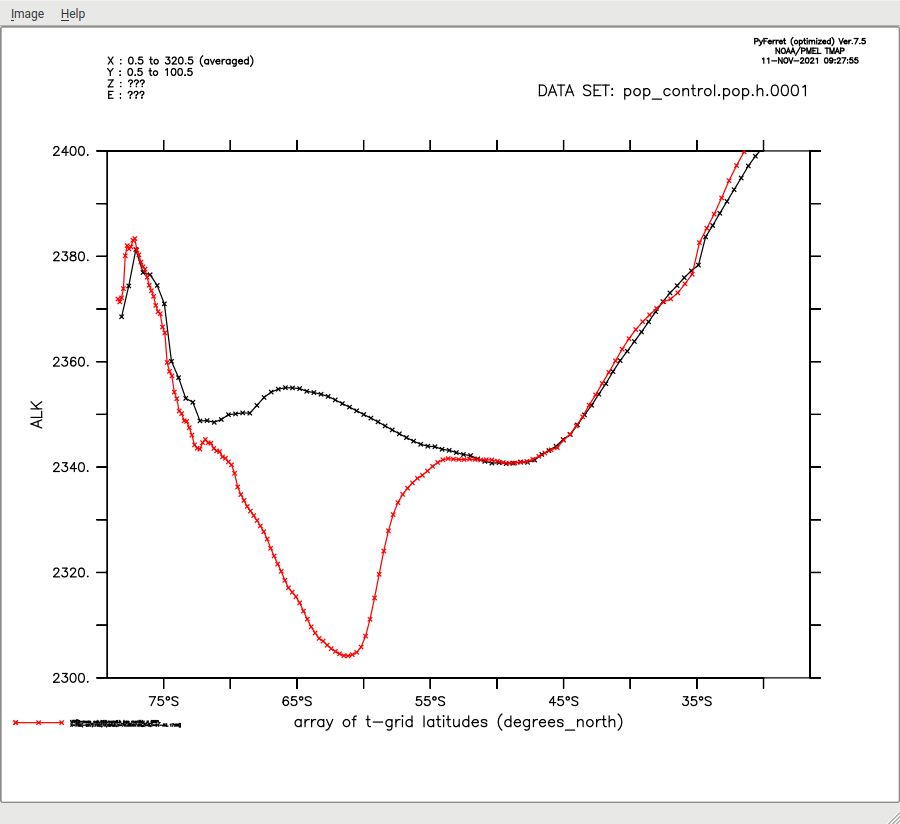 Image Help
PyFerret (optimized) Ver.7.5
NOAA/PMEL TMAP
11-NOV-2021 09:27:55
X : 0.5 to 320.5 (averaged)
Y : 0.5 to 100.5
Z : ???
E : ???
DATA SET: pop_control.pop.h.0001
2400.
2380.
2360.
2340.
2320.
2300.
ALK
75°S 65°S 55°S 45°S 35°S
array of t-grid latitudes (degrees_north)